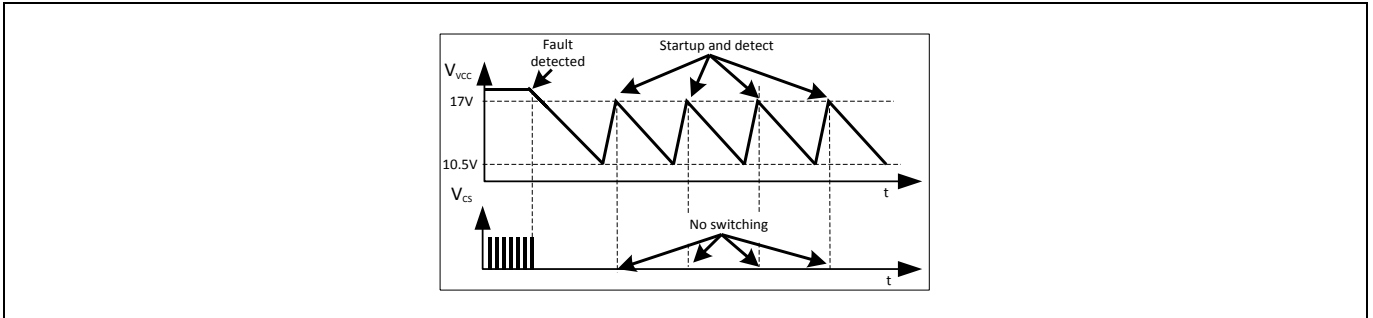 Fault
detected
Startup and detect
Vvcc
17V
10.5V
t
VCS
No switching
t